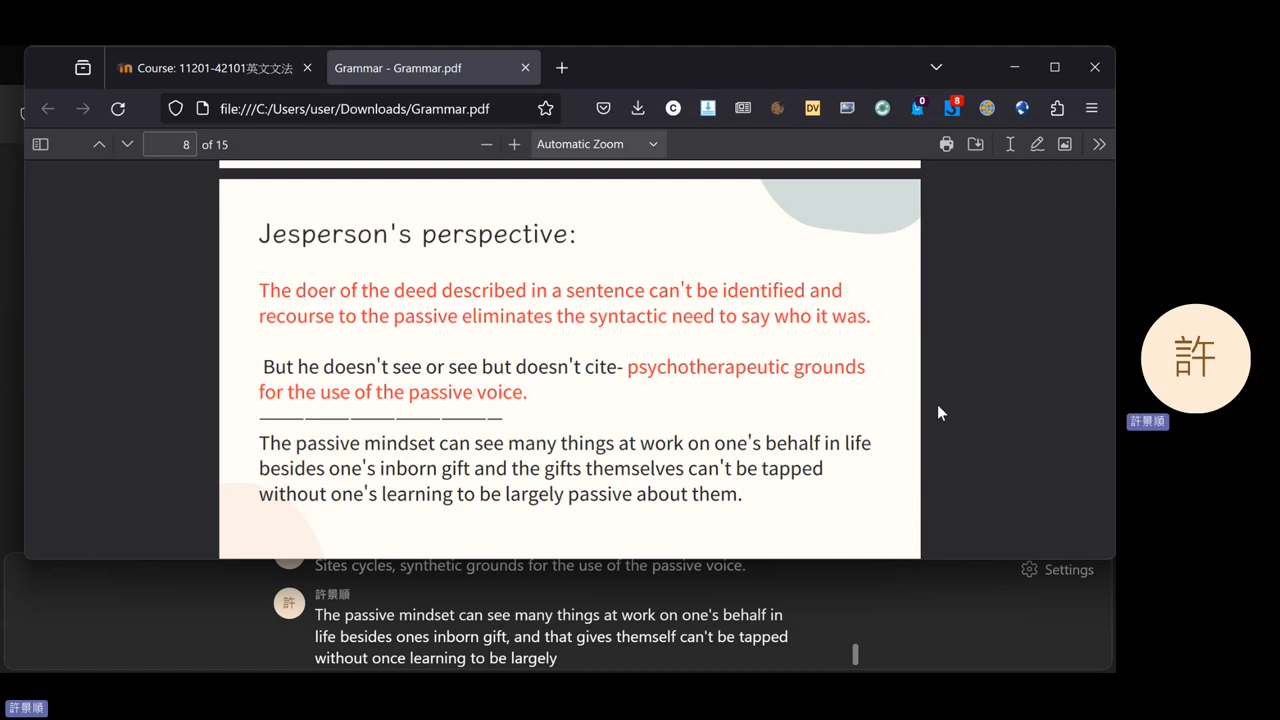 Course: 11201-42101英文文法
Grammar - Grammar.pdf
file:///C:/Users/user/Downloads/Grammar.pdf
C
DV
0
8
8 of 15
Automatic Zoom
Jesperson's perspective:
The doer of the deed described in a sentence can't be identified and
recourse to the passive eliminates the syntactic need to say who it was.
But he doesn't see or see but doesn't cite- psychotherapeutic grounds
for the use of the passive voice.
The passive mindset can see many things at work on one's behalf in life
besides one's inborn gift and the gifts themselves can't be tapped
without one's learning to be largely passive about them.
許
許景順
Sites cycles, synthetic grounds for the use of the passive voice.
Settings
許
許景順
The passive mindset can see many things at work on one's behalf in
life besides ones inborn gift, and that gives themself can't be tapped
without once learning to be largely
許景順